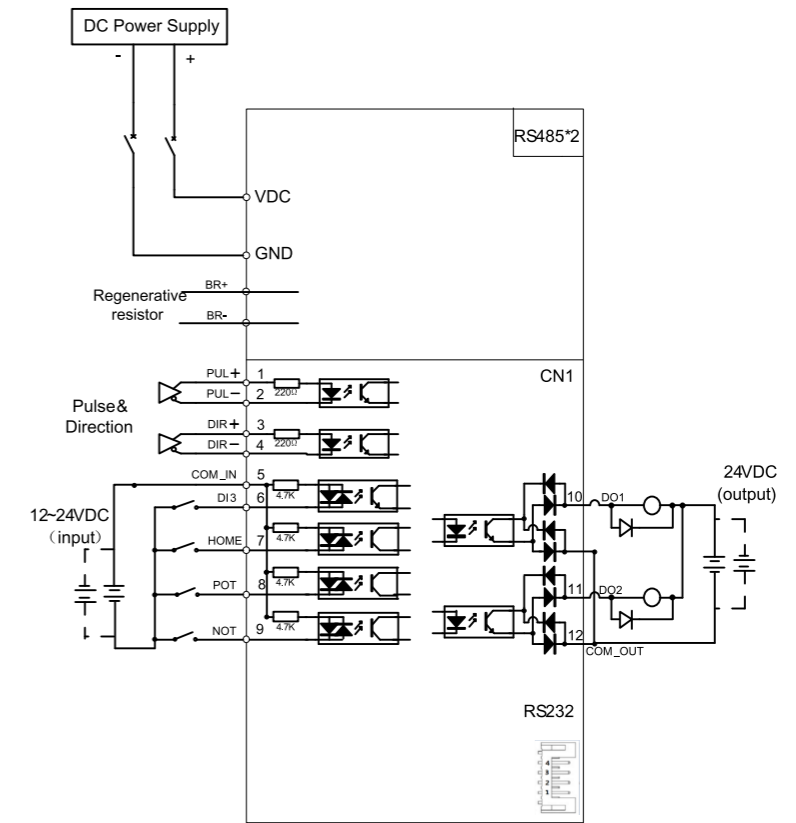 DC Power Supply
-
+
RS485*2
VDC
GND
BR+
Regenerative
resistor
BR-
CN1
PUL+
1
220Ω
PUL-
2
Pulse&
Direction
DIR+
3
220Ω
DIR-
4
COM_IN
5
4.7K
DI3
6
12~24VDC
（input）
HOME
7
4.7K
POT
8
4.7K
NOT
9
4.7K
24VDC
(output)
10
DO1
11
DO2
12
COM_OUT
RS232
4
3
2
1